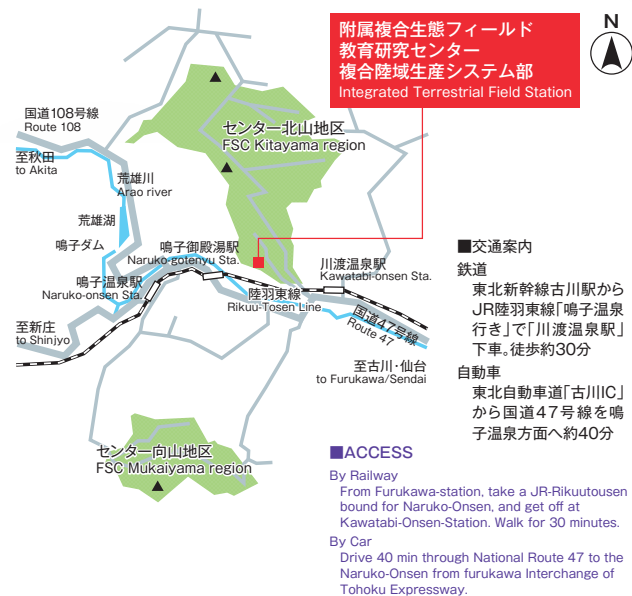 附属複合生態フィールド
教育研究センター
複合陸域生産システム部
Integrated Terrestrial Field Station
N
国道108号線
Route 108
センター北山地区
FSC Kitayama region
至秋田
to Akita
荒雄川
Arao river
荒雄湖
鳴子ダム
鳴子御殿湯駅
Naruko-gotenyu Sta.
川渡温泉駅
Kawatabi-onsen Sta.
鳴子温泉駅
Naruko-onsen Sta.
陸羽東線
Rikuu-Tosen Line
国道47号線
Route 47
至新庄
to Shinjyo
至古川・仙台
to Furukawa/Sendai
センター向山地区
FSC Mukaiyama region
■交通案内
鉄道
東北新幹線古川駅から
JR陸羽東線「鳴子温泉
行き」で「川渡温泉駅」
下車。徒歩約30分
自動車
東北自動車道「古川IC」
から国道47号線を鳴
子温泉方面へ約40分
■ACCESS
By Railway
From Furukawa-station, take a JR-Rikuutousen
bound for Naruko-Onsen, and get off at
Kawatabi-Onsen-Station. Walk for 30 minutes.
By Car
Drive 40 min through National Route 47 to the
Naruko-Onsen from furukawa Interchange of
Tohoku Expressway.